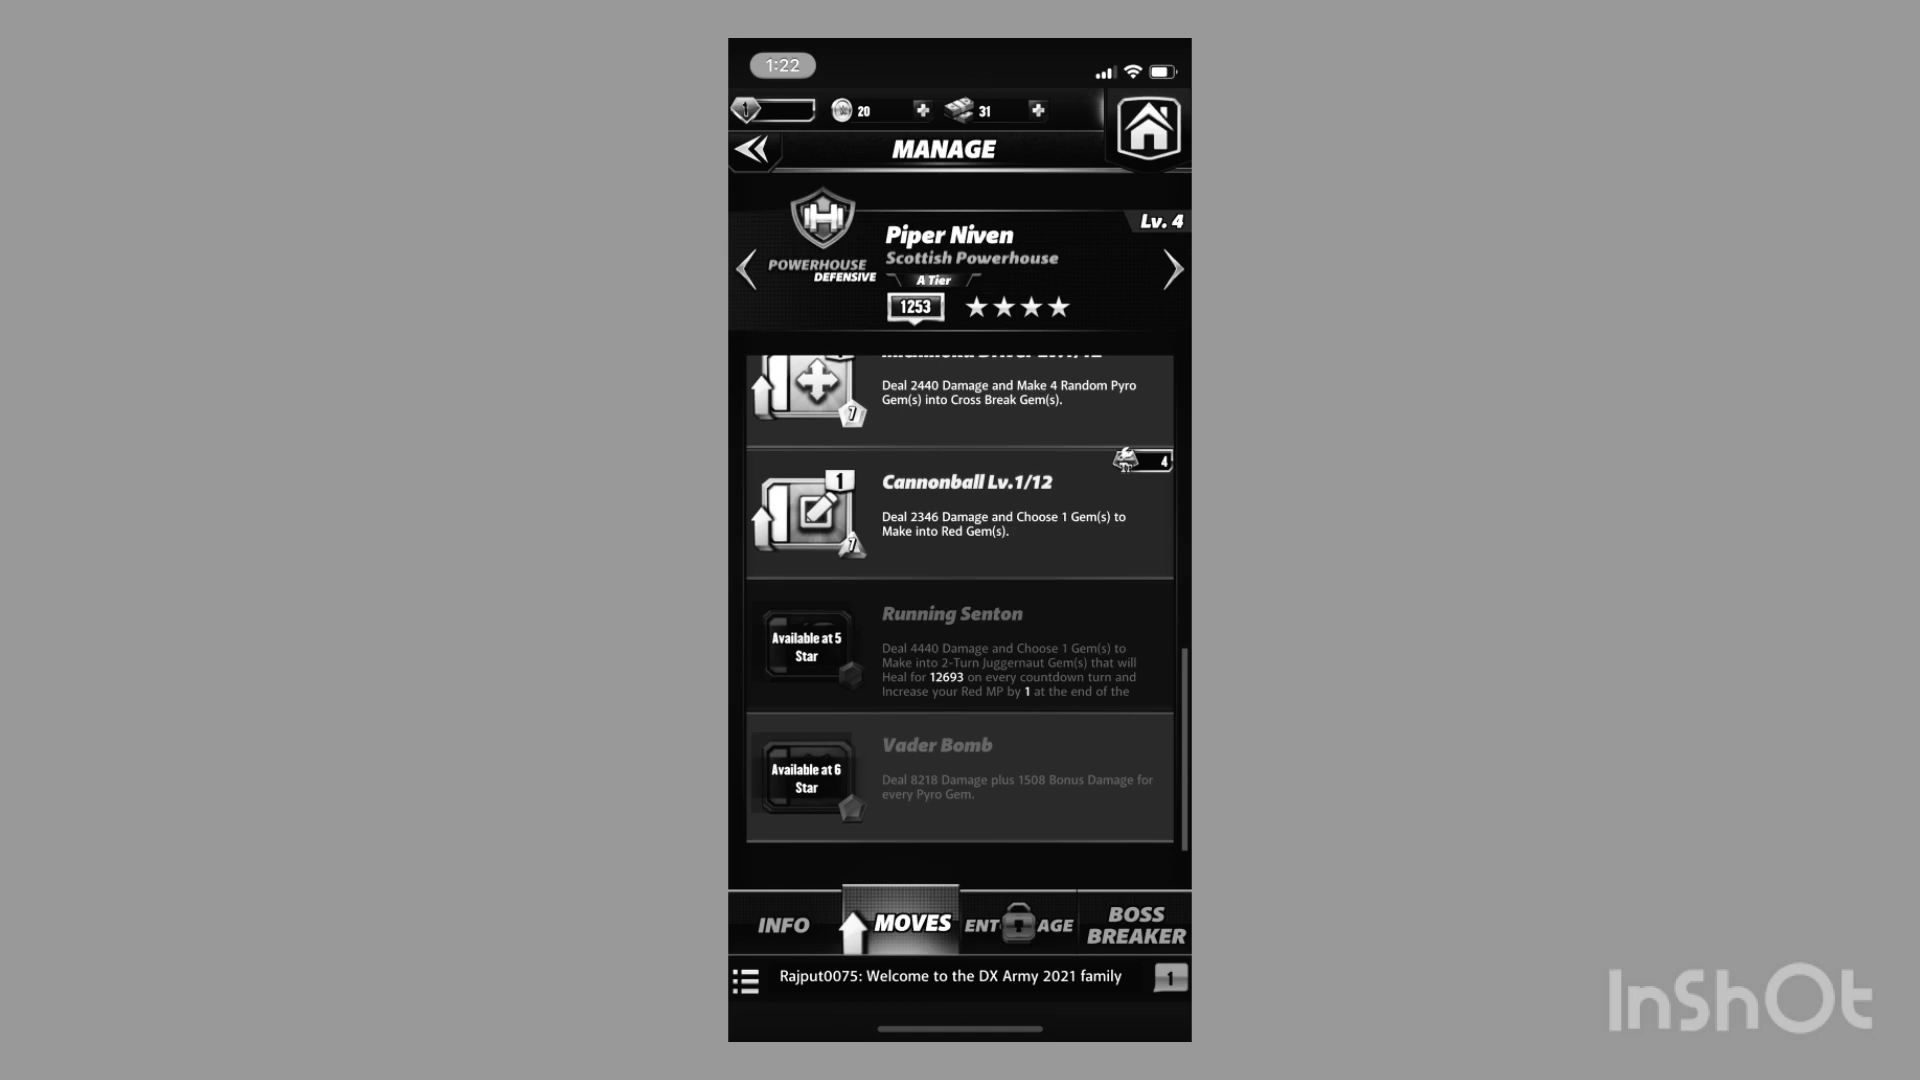 1:22
1
20
31
MANAGE
Lv. 4
Piper Niven
Scottish Powerhouse
POWERHOUSE
DEFENSIVE
A Tier
1253
Deal 2440 Damage and Make 4 Random Pyro
Gem(s) into Cross Break Gem(s).
7
4
1
Cannonball Lv.1/12
Deal 2346 Damage and Choose 1 Gem(s) to
Make into Red Gem(s).
7
Running Senton
Available at 5
Star
Deal 4440 Damage and Choose 1 Gem(s) to
Make into 2-Turn Juggernaut Gem(s) that will
Heal for 12693 on every countdown turn and
Increase your Red MP by 1 at the end of the
Vader Bomb
Available at 6
Star
Deal 8218 Damage plus 1508 Bonus Damage for
every Pyro Gem.
INFO
MOVES
ENT AGE
BOSS
BREAKER
Rajput0075: Welcome to the DX Army 2021 family
1
InShOt